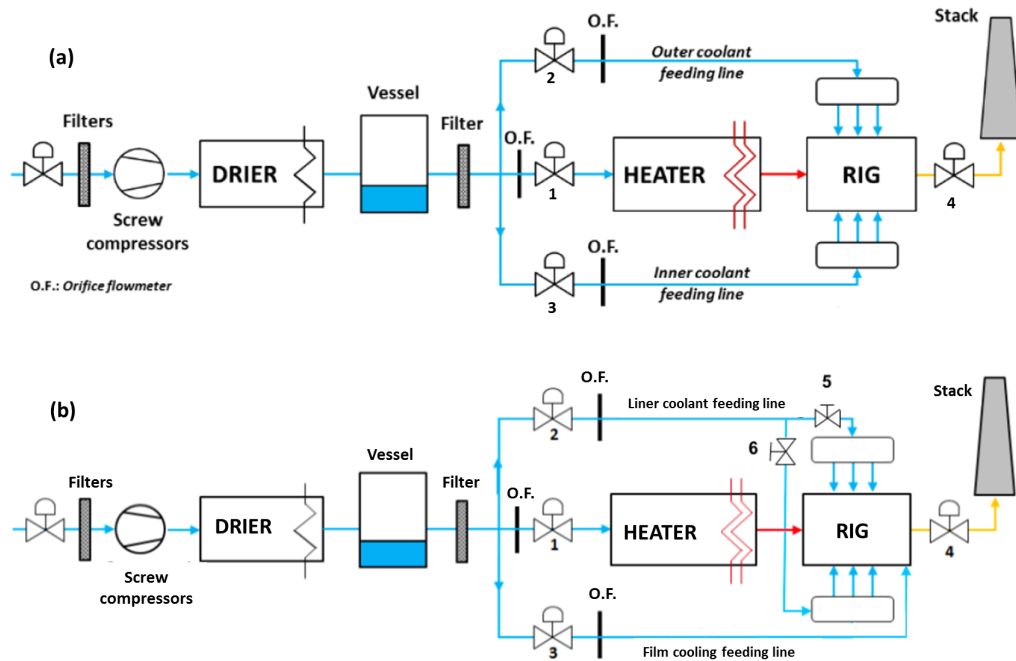 (a)
Filters
Screw
compressors
DRIER
Vessel
Filter
O.F.
1
O.F.
2
Outer coolant
feeding line
HEATER
O.F.
3
Inner coolant
feeding line
RIG
4
Stack
O.F.: Orifice flowmeter
(b)
Filters
Screw
compressors
DRIER
Vessel
Filter
O.F.
1
O.F.
2
Liner coolant feeding line
5
6
HEATER
O.F.
3
Film cooling feeding line
RIG
4
Stack